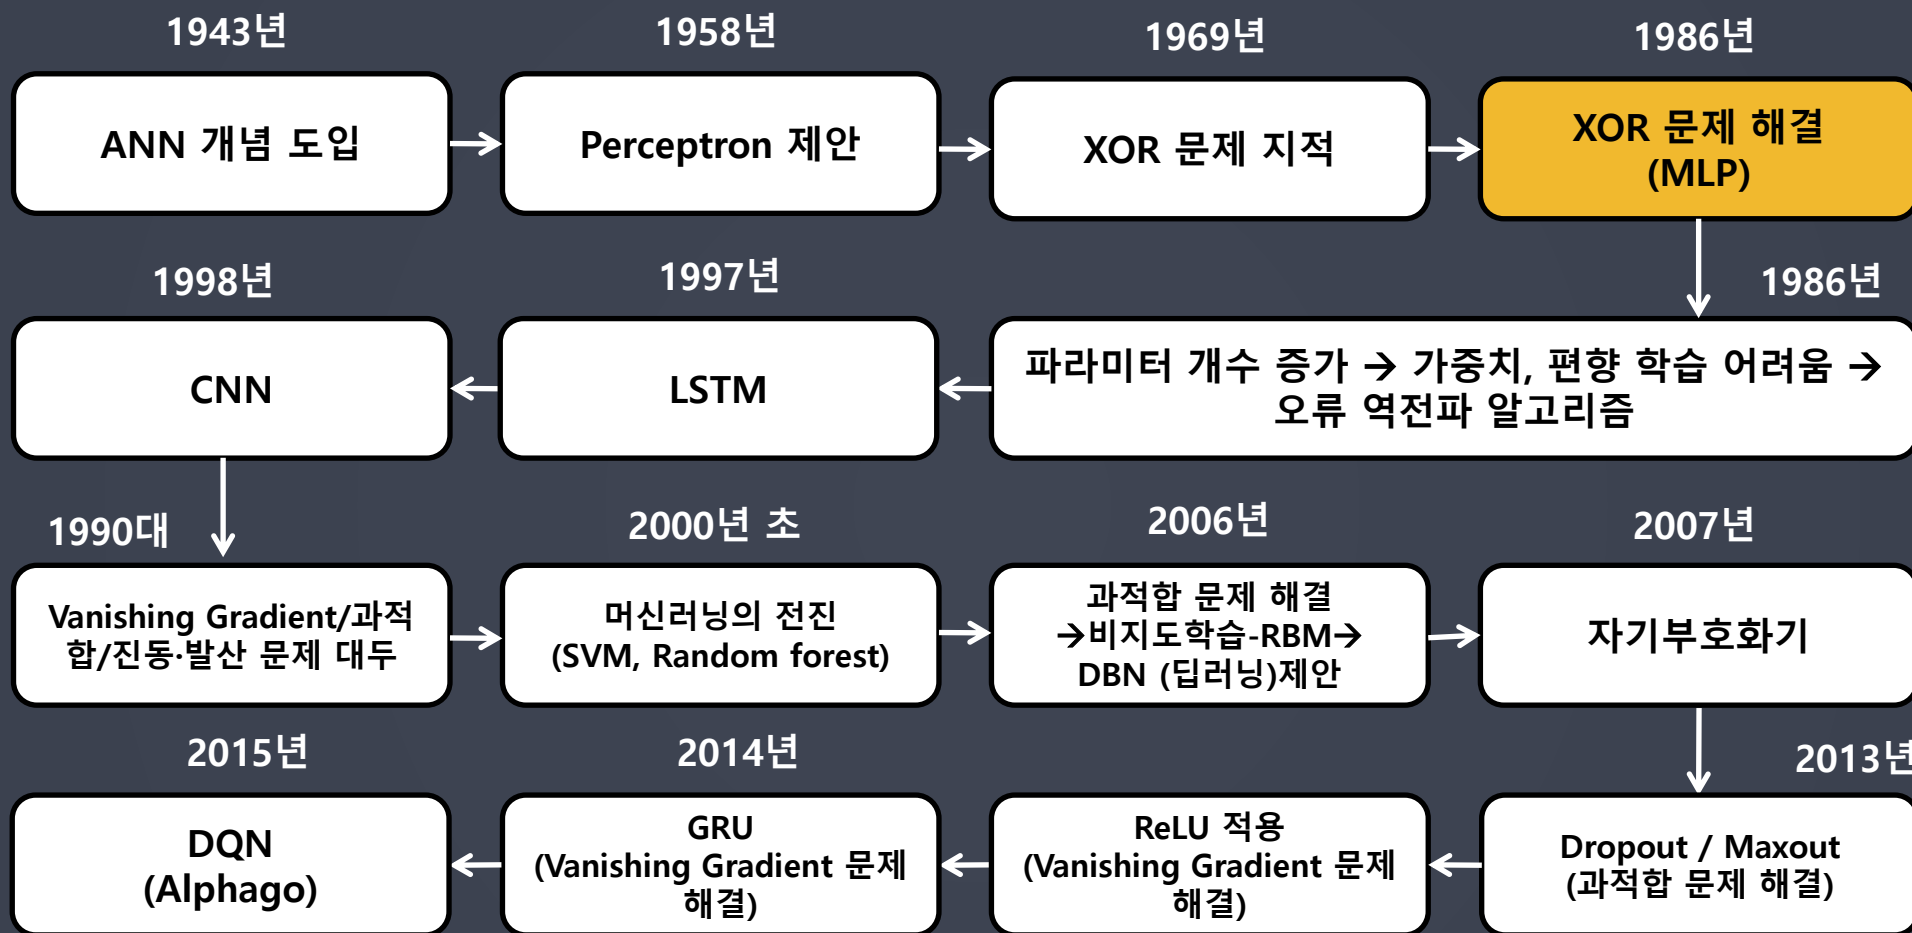 1943년
1958년
1969년
1986년
ANN 개념 도입
Perceptron 제안
XOR 문제 지적
XOR 문제 해결
(MLP)
1998년
1997년
1986년
CNN
LSTM
파라미터 개수 증가 → 가중치, 편향 학습 어려움 →
오류 역전파 알고리즘
1990대
2000년 초
2006년
2007년
Vanishing Gradient/과적
합/진동·발산 문제 대두
머신러닝의 전진
(SVM, Random forest)
과적합 문제 해결
→비지도학습-RBM→
DBN (딥러닝)제안
자기부호화기
2015년
2014년
2013년
DQN
(Alphago)
GRU
(Vanishing Gradient 문제
해결)
ReLU 적용
(Vanishing Gradient 문제
해결)
Dropout / Maxout
(과적합 문제 해결)